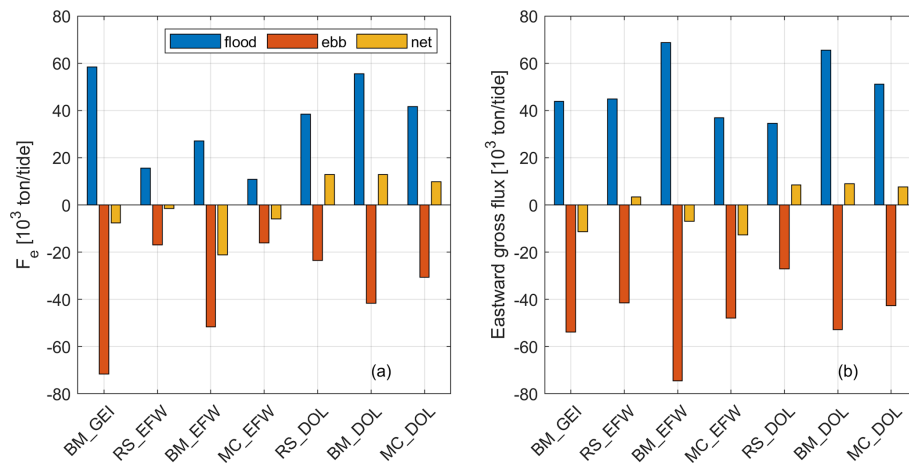 flood ebb net
F_e [10^3 ton/tide]
80
60
40
20
0
-20
-40
-60
-80
(a)
BM_GEI
RS_EFW
BM_EFW
MC_EFW
RS_DOL
BM_DOL
MC_DOL
Eastward gross flux [10^3 ton/tide]
80
60
40
20
0
-20
-40
-60
-80
(b)
BM_GEI
RS_EFW
BM_EFW
MC_EFW
RS_DOL
BM_DOL
MC_DOL